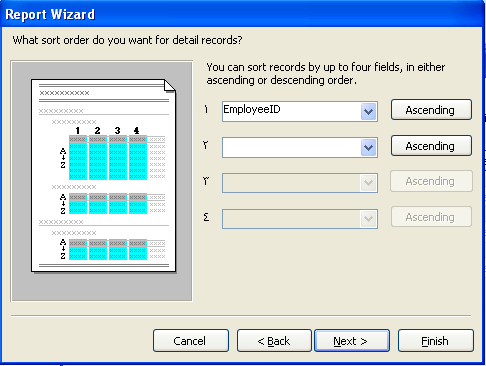 Report Wizard
What sort order do you want for detail records?
You can sort records by up to four fields, in either
ascending or descending order.
١ EmployeeID Ascending
٢ Ascending
٣ Ascending
٤ Ascending
1 2 3 4
A
Z
A
Z
A
Z
Cancel < Back Next > Finish